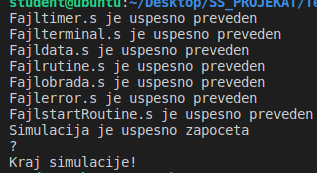 student@ubuntu:~/Desktop/SS_PROJEKAT/Te
Fajltimer.s je uspesno preveden
Fajlterminal.s je uspesno preveden
Fajldata.s je uspesno preveden
Fajlrutine.s je uspesno preveden
Fajlobrada.s je uspesno preveden
Fajlerror.s je uspesno preveden
FajlstartRoutine.s je uspesno preveden
Simulacija je uspesno zapoceta
?
Kraj simulacije!